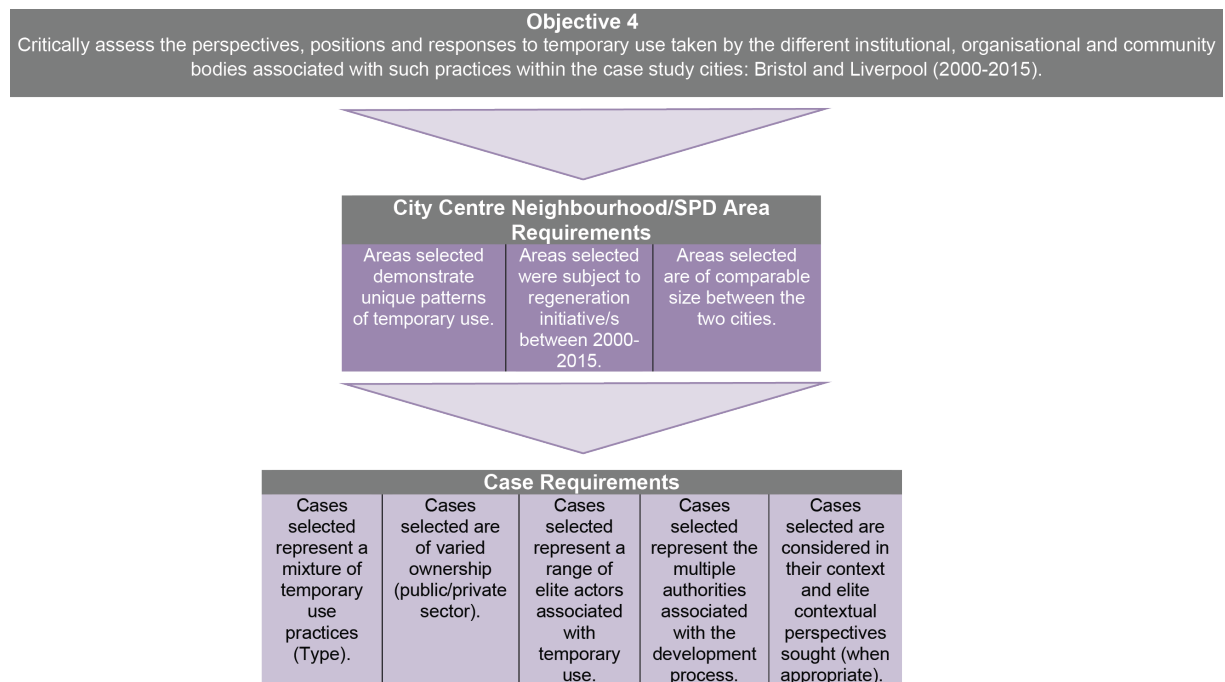 Objective 4
Critically assess the perspectives, positions and responses to temporary use taken by the different institutional, organisational and community
bodies associated with such practices within the case study cities: Bristol and Liverpool (2000-2015).
City Centre Neighbourhood/SPD Area
Requirements
Areas selected
demonstrate
unique patterns
of temporary use.
Areas selected
were subject to
regeneration
initiative/s
between 2000-
2015.
Areas selected
are of comparable
size between the
two cities.
Case Requirements
Cases
selected
represent a
mixture of
temporary
use
practices
(Type).
Cases
selected are
of varied
ownership
(public/private
sector).
Cases
selected
represent a
range of
elite actors
associated
with
temporary
use.
Cases
selected
represent the
multiple
authorities
associated
with the
development
process.
Cases
selected are
considered in
their context
and elite
contextual
perspectives
sought (when
appropriate).